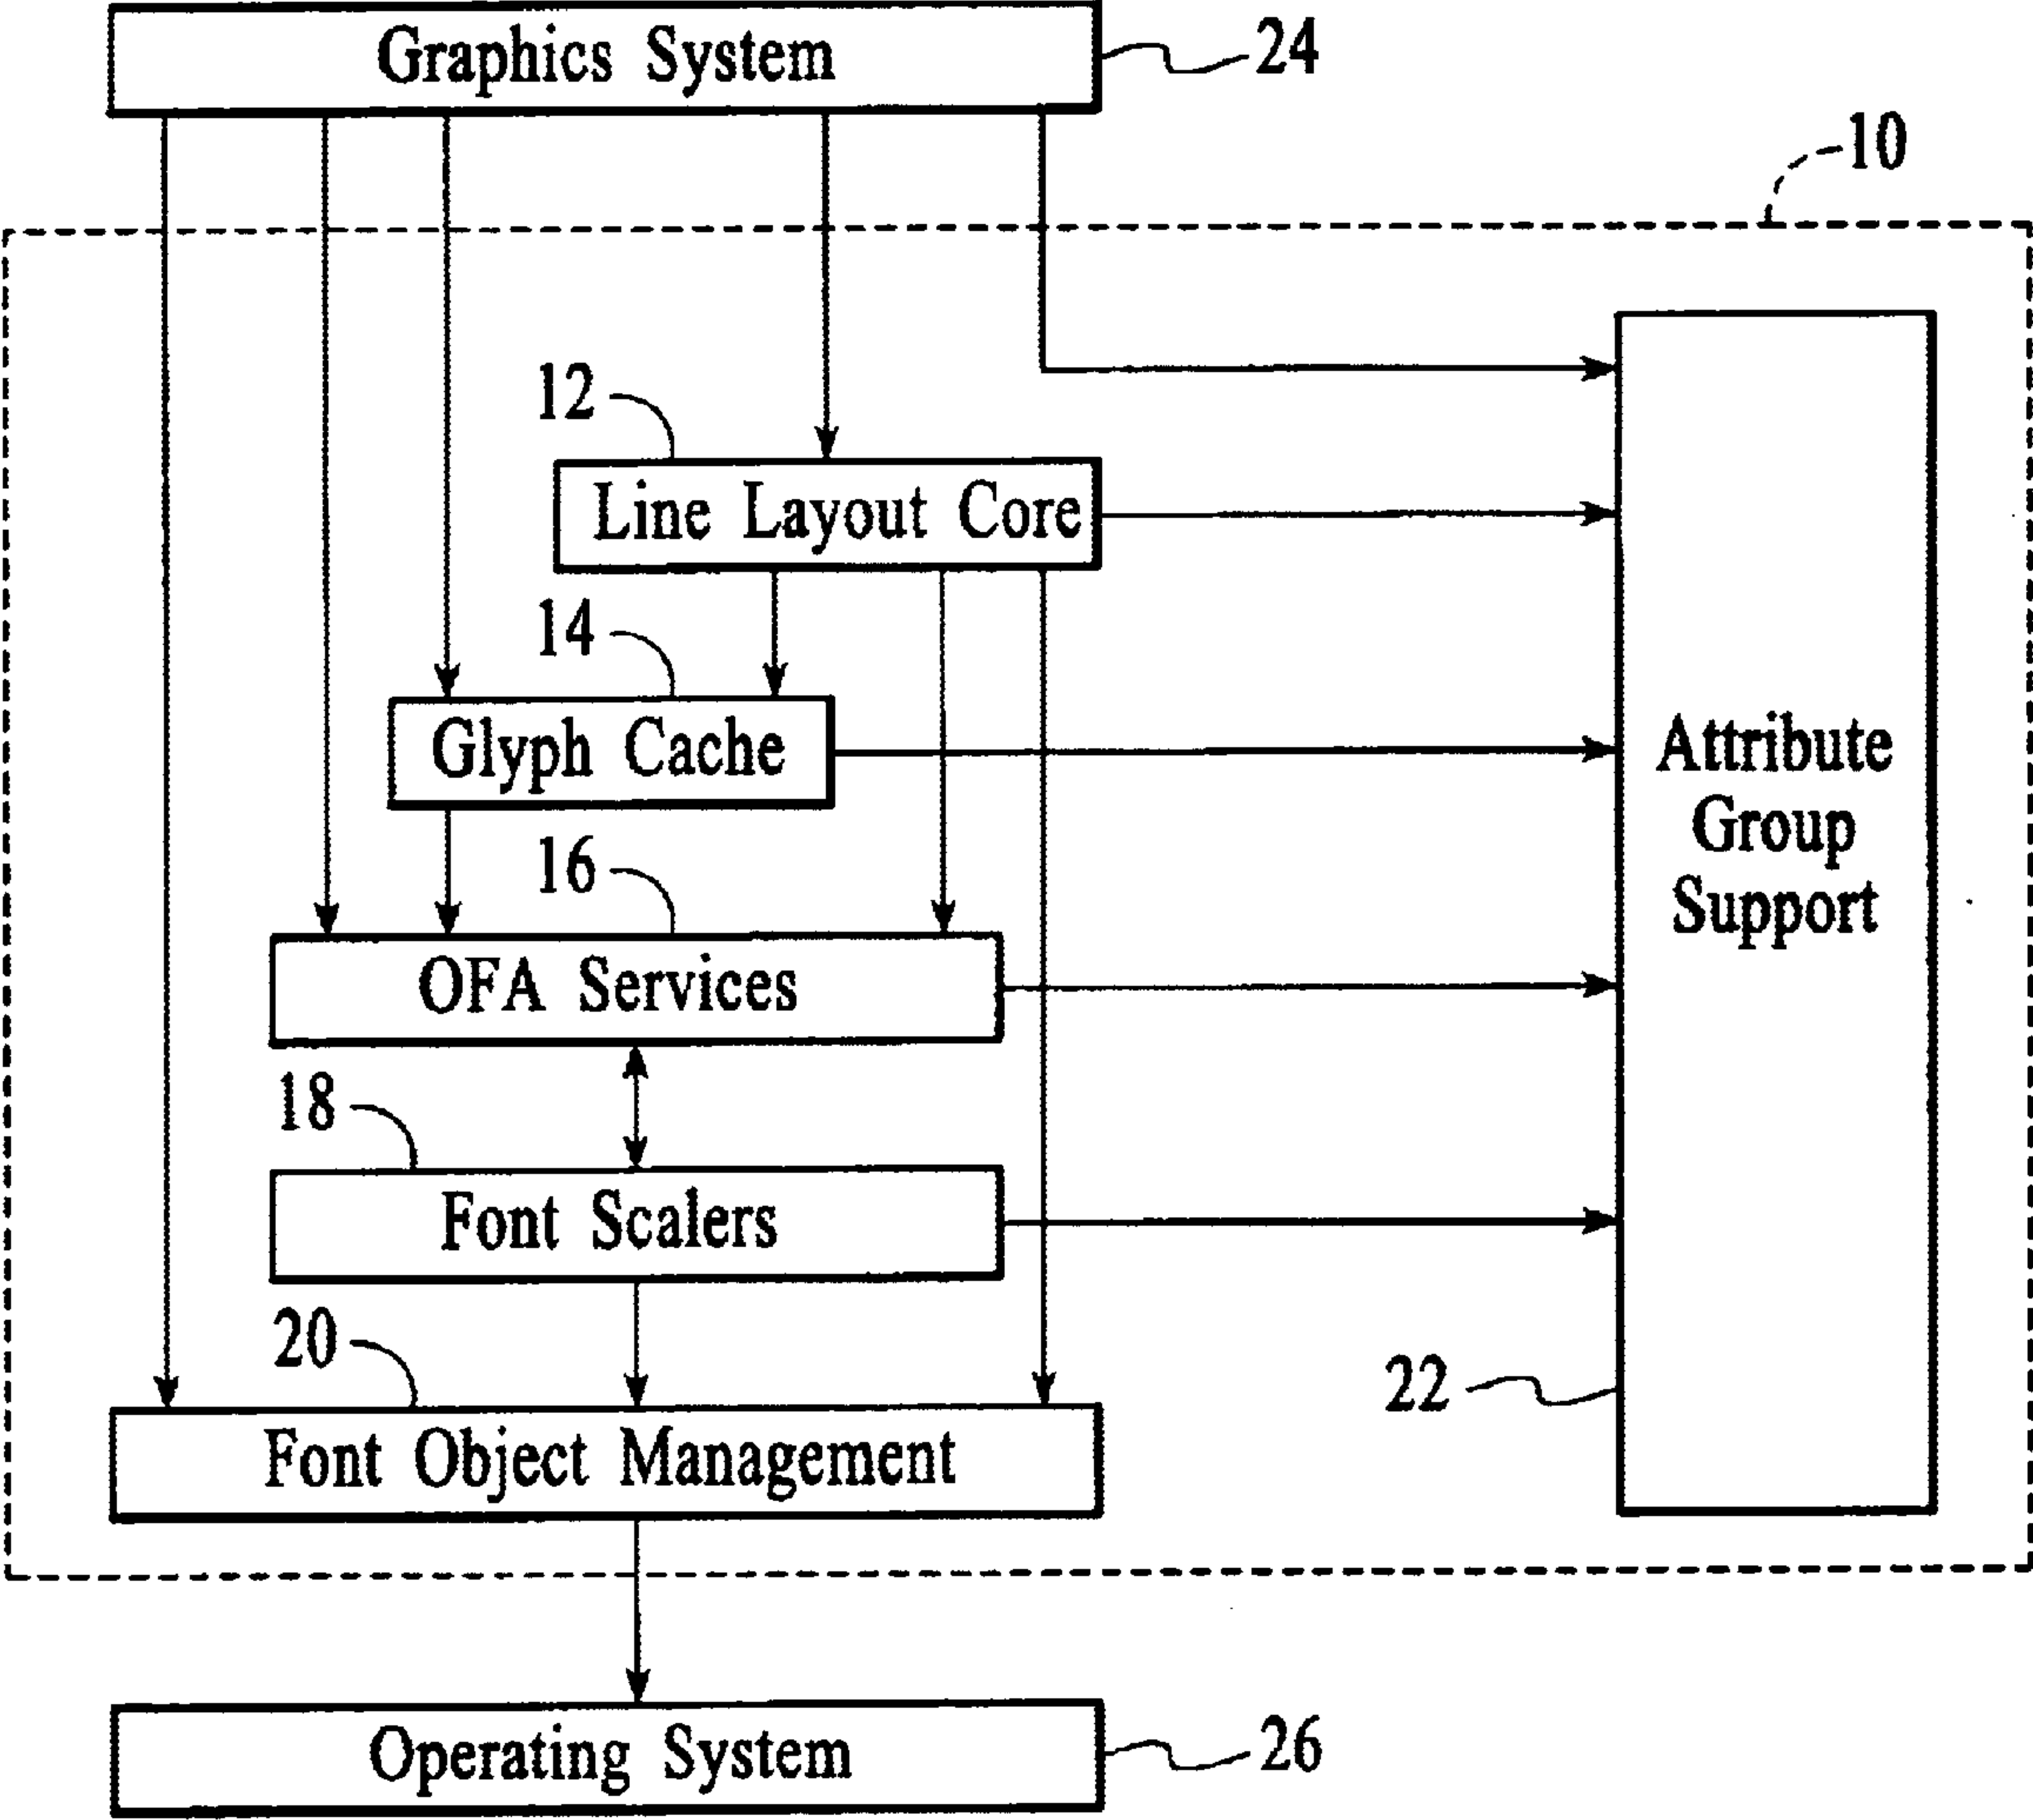 Graphics System
24
10
12
Line Layout Core
14
Glyph Cache
Attribute
Group
Support
16
OFA Services
18
Font Scalers
20
22
Font Object Management
Operating System
26